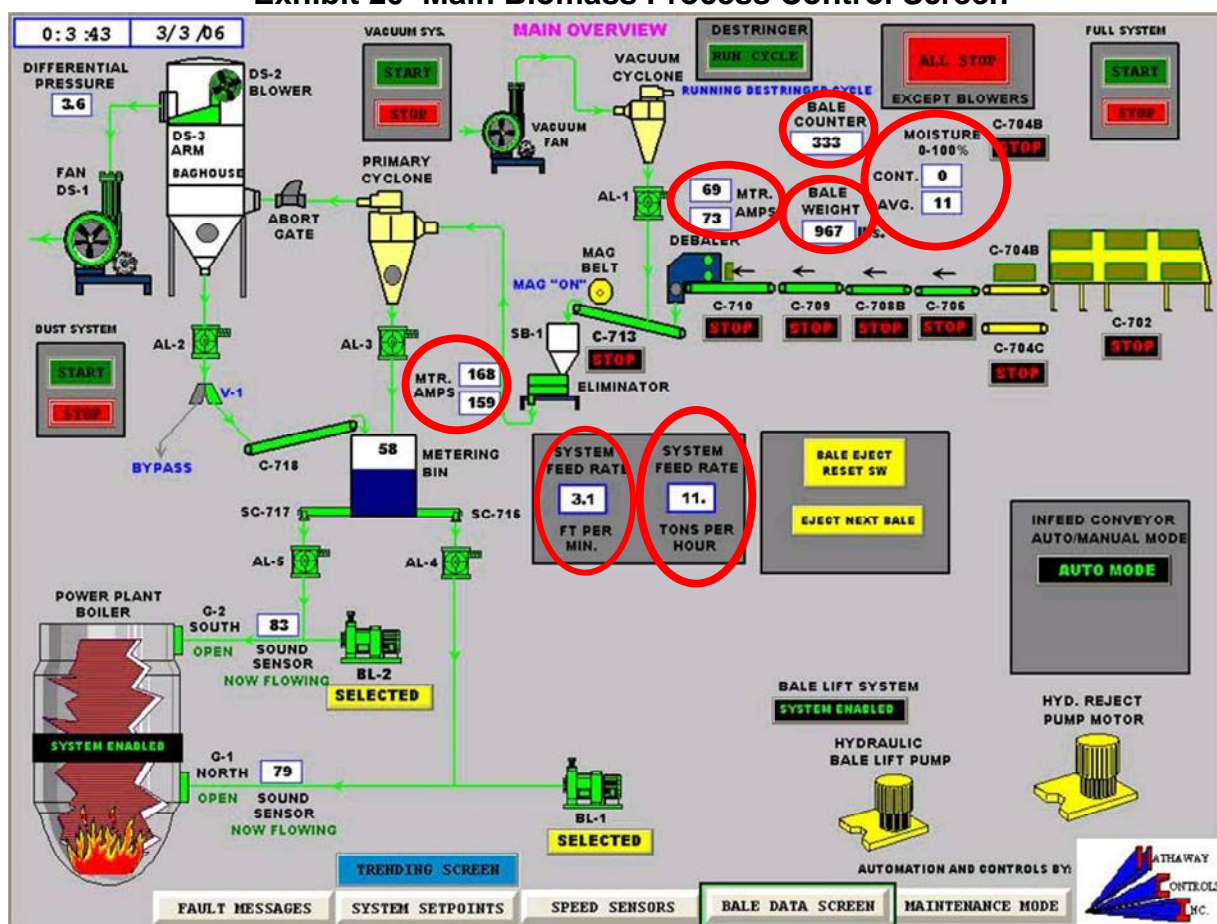 Exhibit 20 Main Biomass Process Control Screen
0:3:43
3/3/06
DIFFERENTIAL
PRESSURE
3.6
DS-2
BLOWER
DS-3
ARM
BAGHOUSE
FAN
DS-1
ABORT
GATE
VACUUM SYS.
START
STOP
MAIN OVERVIEW
VACUUM
FAN
VACUUM
CYCLONE
DESTRINGER
RUN CYCLE
RUNNING DESTRINGER CYCLE
ALL STOP
EXCEPT BLOWERS
FULL SYSTEM
START
STOP
BALE
COUNTER
333
MOISTURE
0-100%
CONT. 0
AVG. 11
C-704B
STOP
PRIMARY
CYCLONE
AL-1
69 MTR.
73 AMPS
BALE
WEIGHT
967 lbs.
DEBALER
MAG
BELT
MAG "ON"
C-710
STOP
C-709
STOP
C-708B
STOP
C-706
STOP
C-704B
C-704C
STOP
C-702
STOP
SB-1
C-713
STOP
ELIMINATOR
DUST SYSTEM
START
STOP
AL-2
AL-3
V-1
BYPASS
C-718
MTR. 168
AMPS 159
58
METERING
BIN
SC-717
SC-716
AL-5
AL-4
SYSTEM
FEED RATE
3.1
FT PER
MIN.
SYSTEM
FEED RATE
11.
TONS PER
HOUR
BALE EJECT
RESET SW
EJECT NEXT BALE
INFEED CONVEYOR
AUTO/MANUAL MODE
AUTO MODE
POWER PLANT
BOILER
G-2
SOUTH
OPEN
83
SOUND
SENSOR
NOW FLOWING
BL-2
SELECTED
SYSTEM ENABLED
G-1
NORTH
OPEN
79
SOUND
SENSOR
NOW FLOWING
BL-1
SELECTED
BALE LIFT SYSTEM
SYSTEM ENABLED
HYDRAULIC
BALE LIFT PUMP
HYD. REJECT
PUMP MOTOR
AUTOMATION AND CONTROLS BY:
HATHAWAY
CONTROLS
INC.
TRENDING SCREEN
FAULT MESSAGES
SYSTEM SETPOINTS
SPEED SENSORS
BALE DATA SCREEN
MAINTENANCE MODE